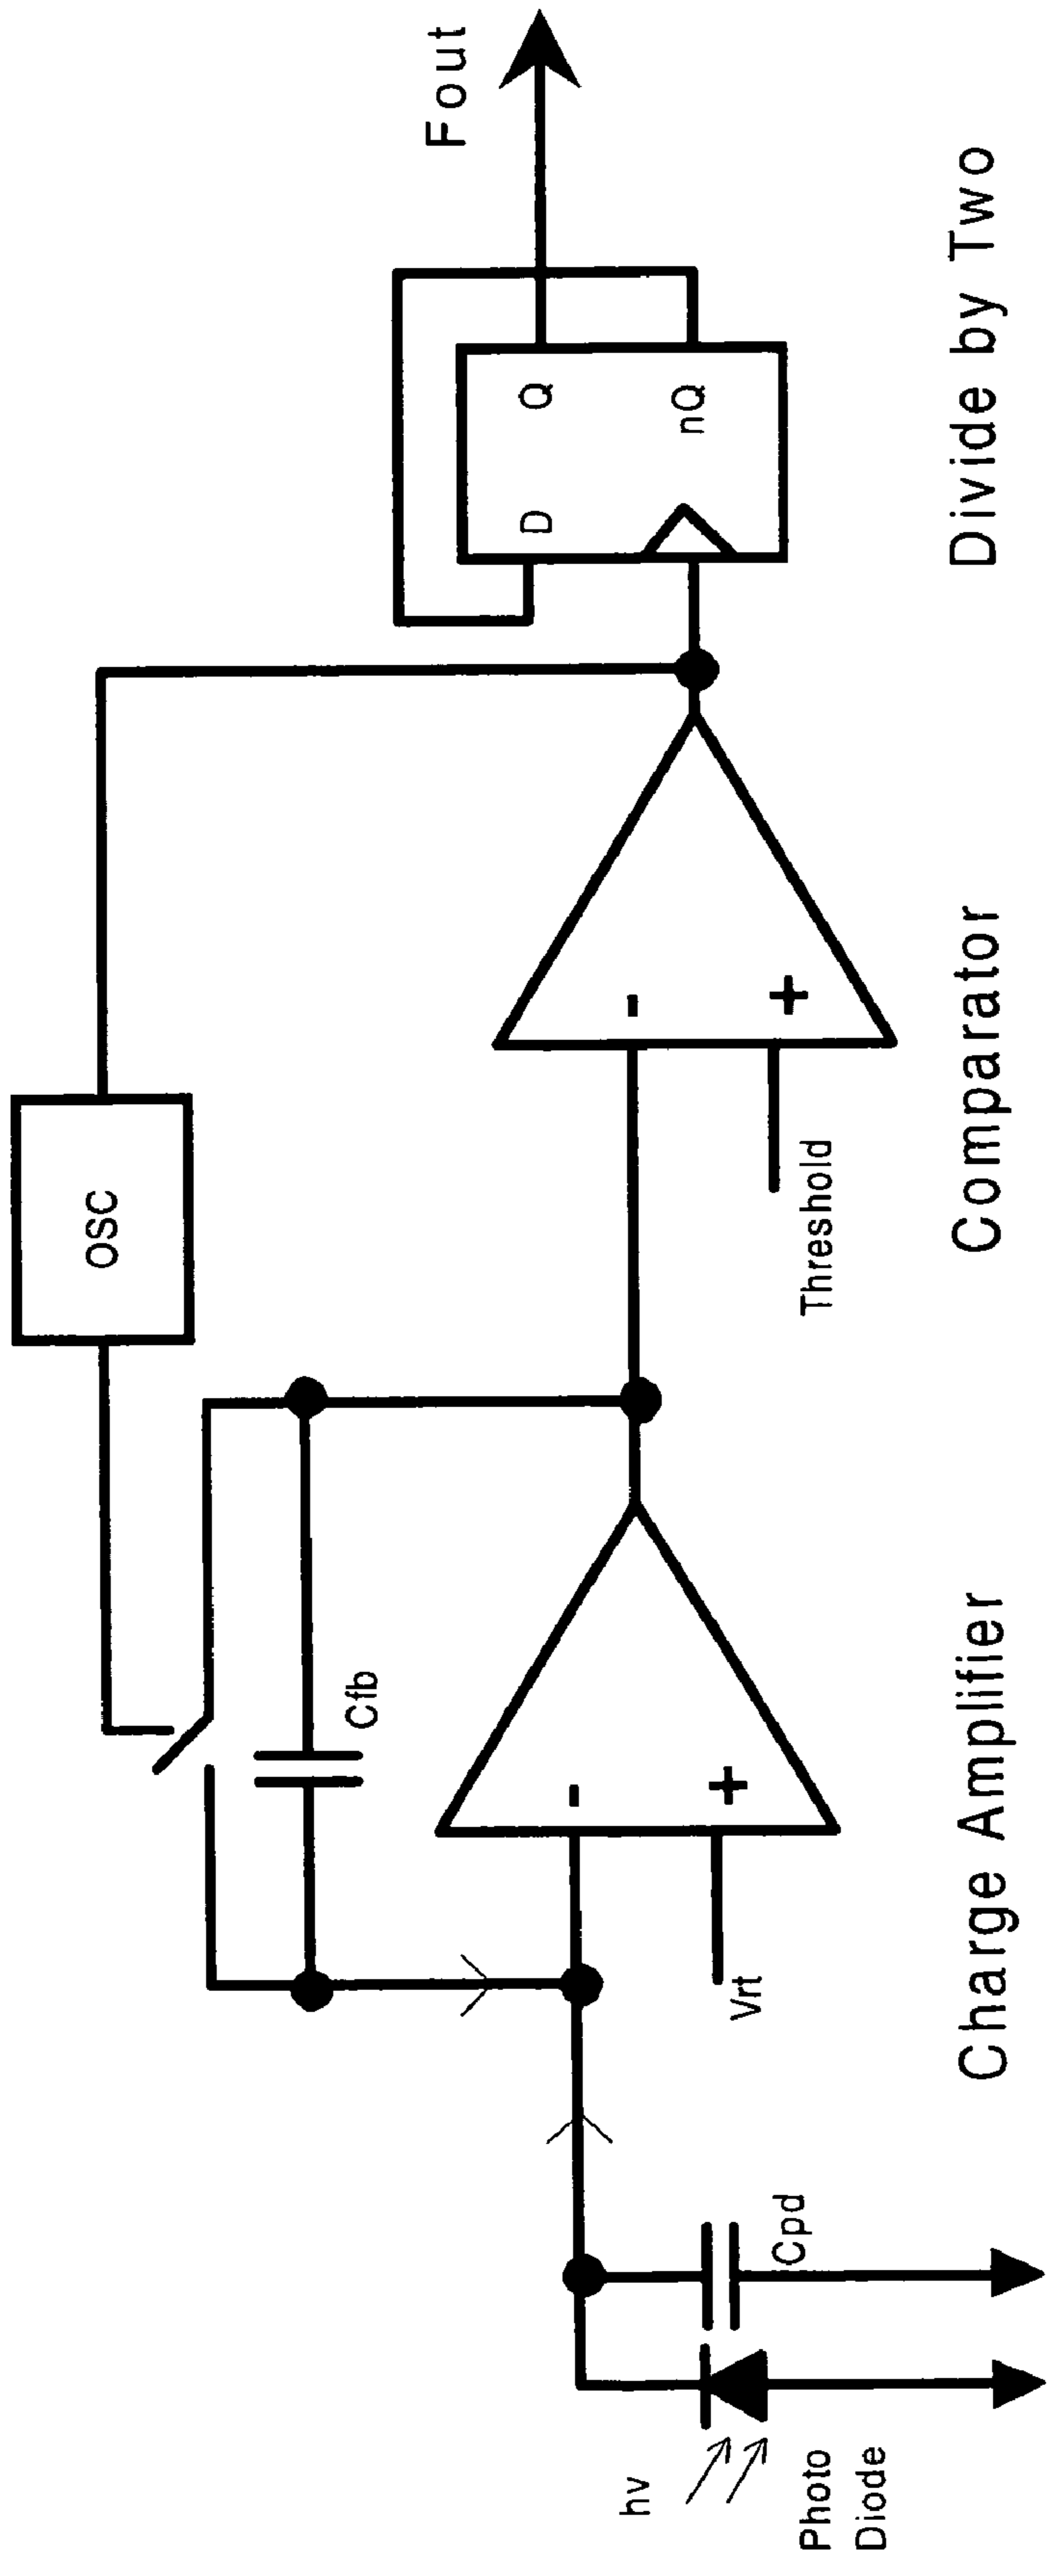 OSC
Fout
Cfb
D Q
nQ
-
+
-
+
Threshold
Vrt
hv
Cpd
Photo
Diode
Charge Amplifier
Comparator
Divide by Two